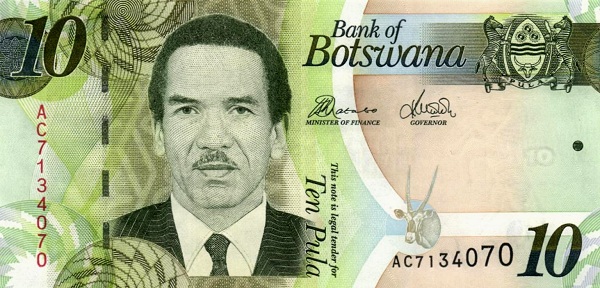 10
Bank of
Botswana
PULA
MINISTER OF FINANCE
GOVERNOR
AC7134070
This note is legal tender for
Ten Pula
AC7134070
10